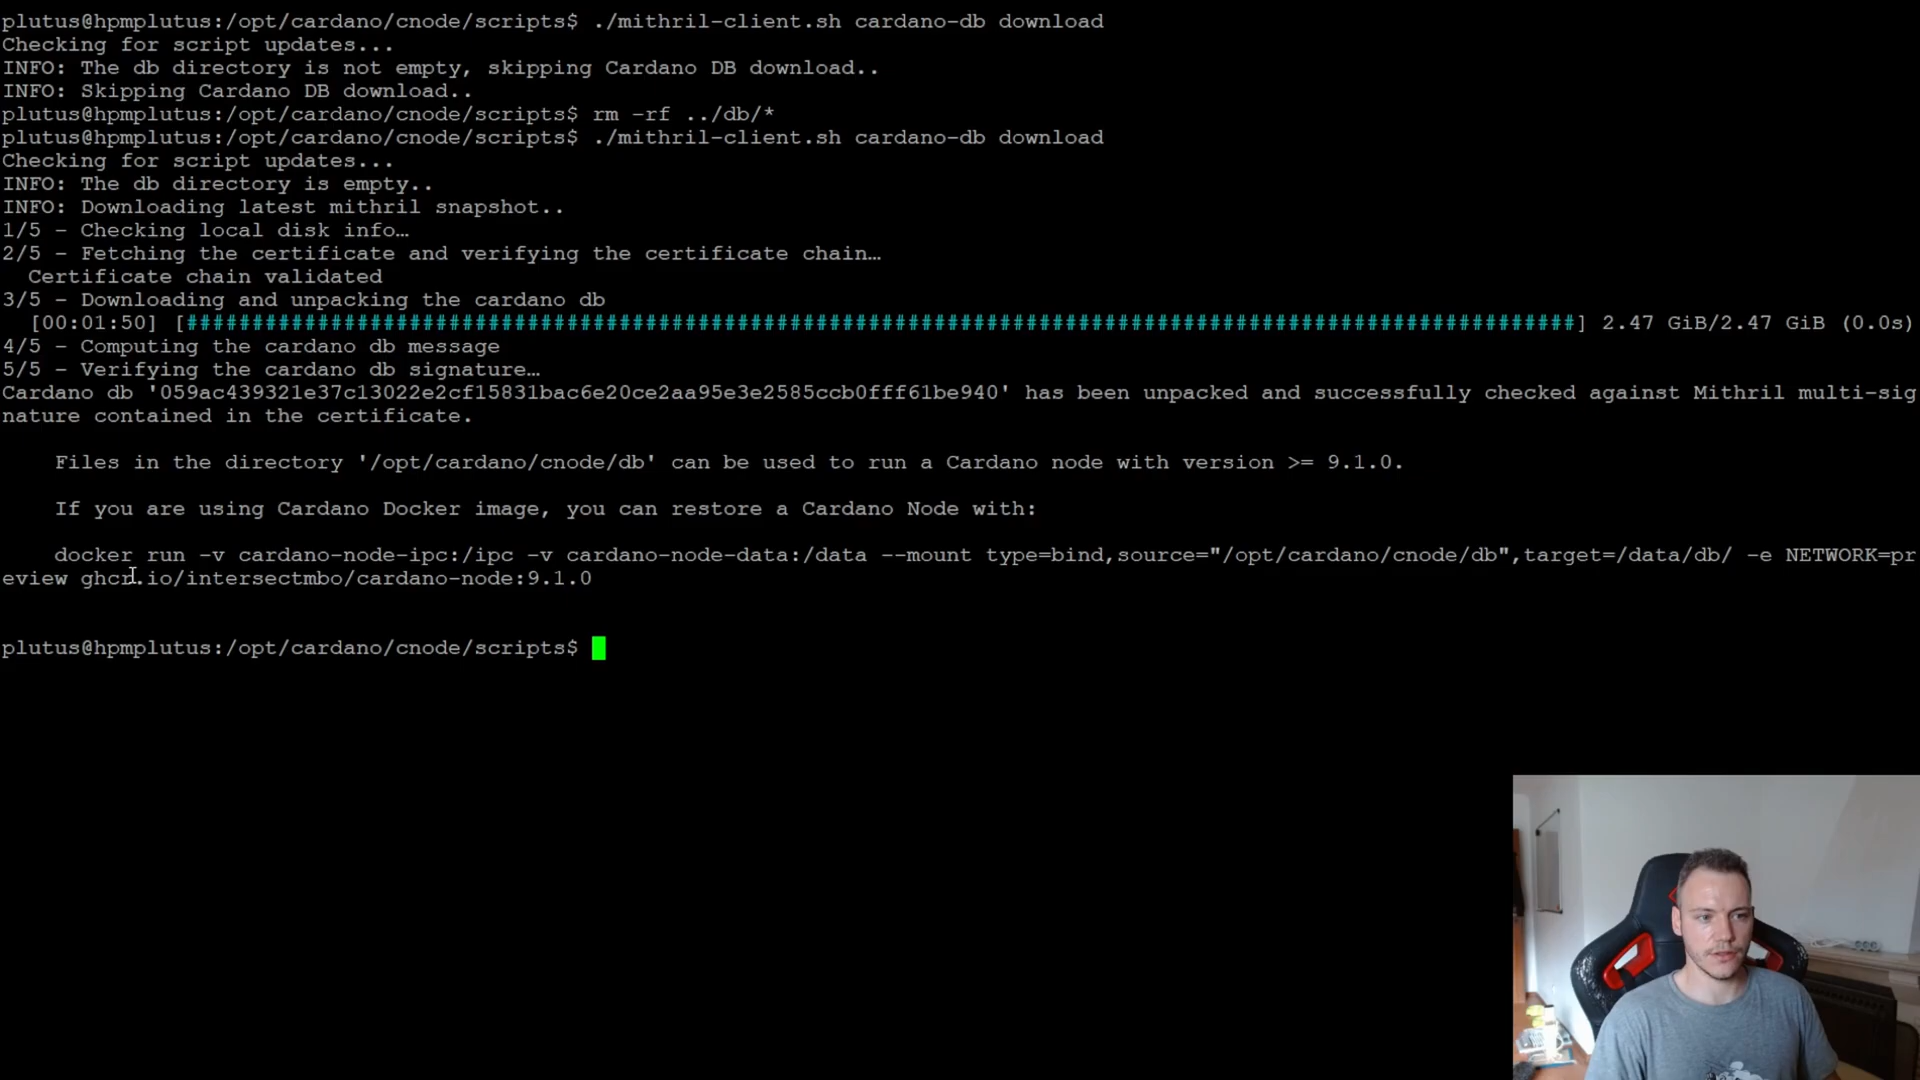 plutus@hpmplutus:/opt/cardano/cnode/scripts$ ./mithril-client.sh cardano-db download
Checking for script updates...
INFO: The db directory is not empty, skipping Cardano DB download..
INFO: Skipping Cardano DB download..
plutus@hpmplutus:/opt/cardano/cnode/scripts$ rm -rf ../db/*
plutus@hpmplutus:/opt/cardano/cnode/scripts$ ./mithril-client.sh cardano-db download
Checking for script updates...
INFO: The db directory is empty..
INFO: Downloading latest mithril snapshot..
1/5 - Checking local disk info…
2/5 - Fetching the certificate and verifying the certificate chain…
Certificate chain validated
3/5 - Downloading and unpacking the cardano db
[00:01:50] [##########################################################################################################] 2.47 GiB/2.47 GiB (0.0s)
4/5 - Computing the cardano db message
5/5 - Verifying the cardano db signature…
Cardano db '059ac439321e37c13022e2cf15831bac6e20ce2aa95e3e2585ccb0fff61be940' has been unpacked and successfully checked against Mithril multi-sig
nature contained in the certificate.
Files in the directory '/opt/cardano/cnode/db' can be used to run a Cardano node with version >= 9.1.0.
If you are using Cardano Docker image, you can restore a Cardano Node with:
docker run -v cardano-node-ipc:/ipc -v cardano-node-data:/data --mount type=bind,source="/opt/cardano/cnode/db",target=/data/db/ -e NETWORK=pr
eview ghcr.io/intersectmbo/cardano-node:9.1.0
plutus@hpmplutus:/opt/cardano/cnode/scripts$